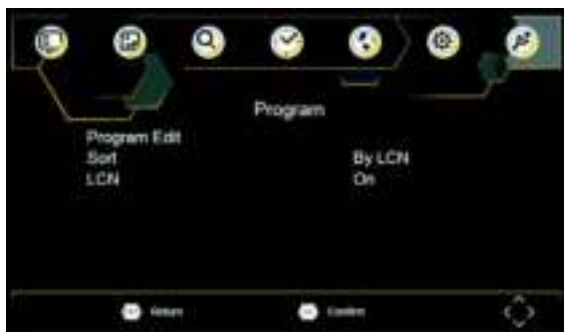 Program
Program Edit
Sort By LCN
LCN On
Return
Confirm